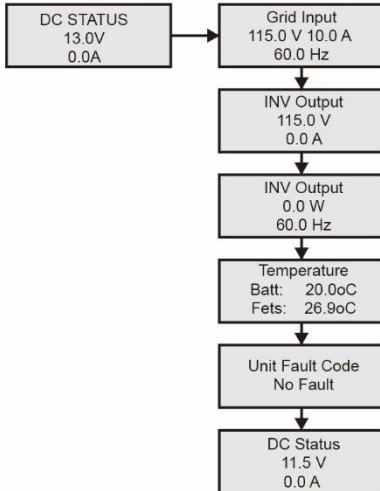 DC STATUS
13.0V
0.0A
Grid Input
115.0 V 10.0 A
60.0 Hz
INV Output
115.0 V
0.0 A
INV Output
0.0 W
60.0 Hz
Temperature
Batt: 20.0oC
Fets: 26.9oC
Unit Fault Code
No Fault
DC Status
11.5 V
0.0 A